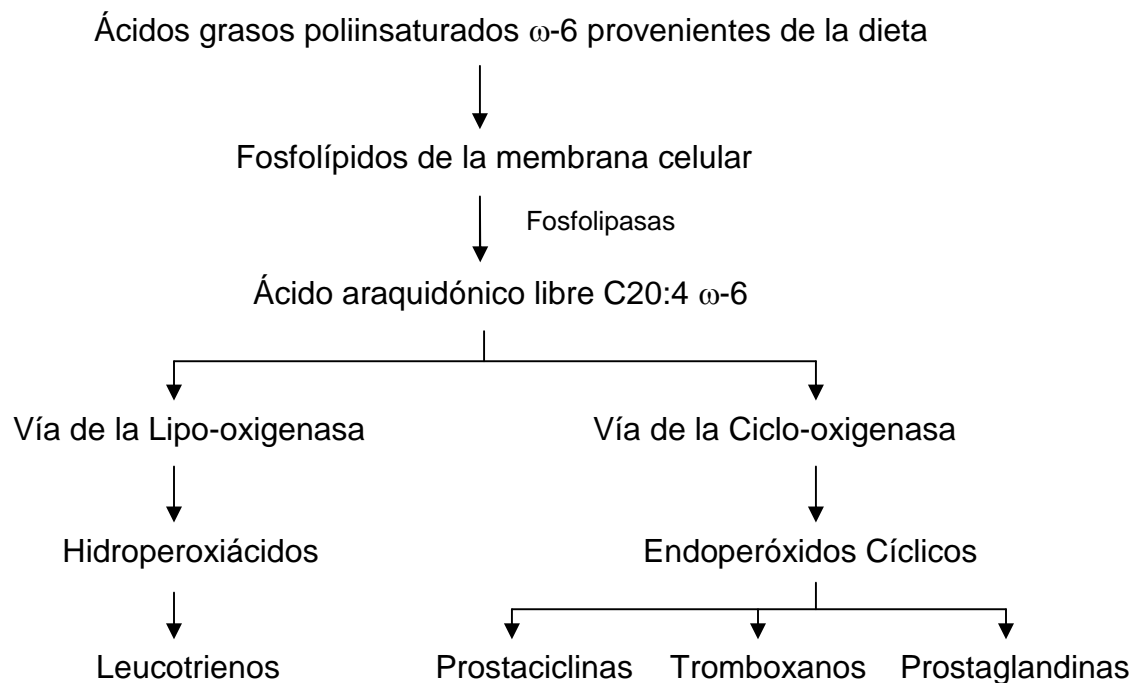 Ácidos grasos poliinsaturados ω-6 provenientes de la dieta
Fosfolípidos de la membrana celular
Fosfolipasas
Ácido araquidónico libre C20:4 ω-6
Vía de la Lipo-oxigenasa
Vía de la Ciclo-oxigenasa
Hidroperoxiácidos
Endoperóxidos Cíclicos
Leucotrienos
Prostaciclinas
Tromboxanos
Prostaglandinas